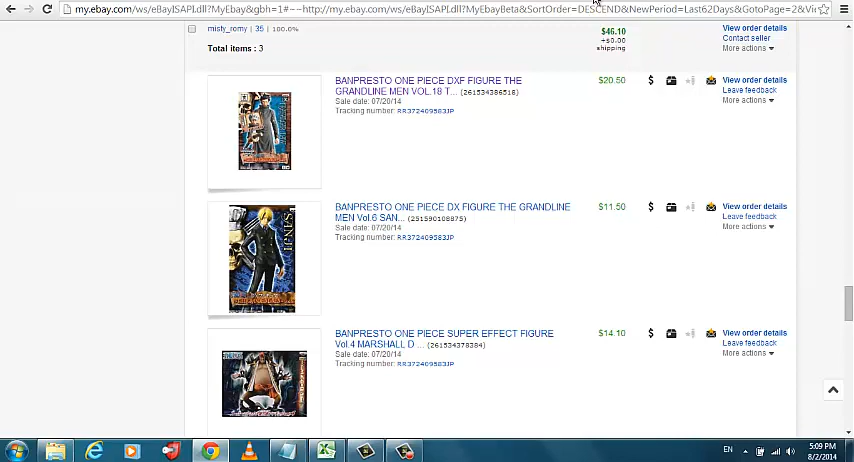 my.ebay.com/ws/eBayISAPI.dll?MyEbay&gbh=1#~~http://my.ebay.com/ws/eBayISAPI.dll?MyEbayBeta&SortOrder=DESCEND&NewPeriod=Last62Days&GotoPage=2&Vi
misty_romy | 35 | 100.0%
$46.10
+$0.00
shipping
View order details
Contact seller
More actions
Total items : 3
BANPRESTO ONE PIECE DXF FIGURE THE
GRANDLINE MEN VOL.18 T... (261534386518)
Sale date: 07/20/14
Tracking number: RR372409583JP
$20.50
View order details
Leave feedback
More actions
BANPRESTO ONE PIECE DX FIGURE THE GRANDLINE
MEN Vol.6 SAN... (251590108875)
Sale date: 07/20/14
Tracking number: RR372409583JP
$11.50
View order details
Leave feedback
More actions
SANJI
BANPRESTO ONE PIECE SUPER EFFECT FIGURE
Vol.4 MARSHALL D ... (261534378384)
Sale date: 07/20/14
Tracking number: RR372409583JP
$14.10
View order details
Leave feedback
More actions
EN
5:09 PM
8/2/2014